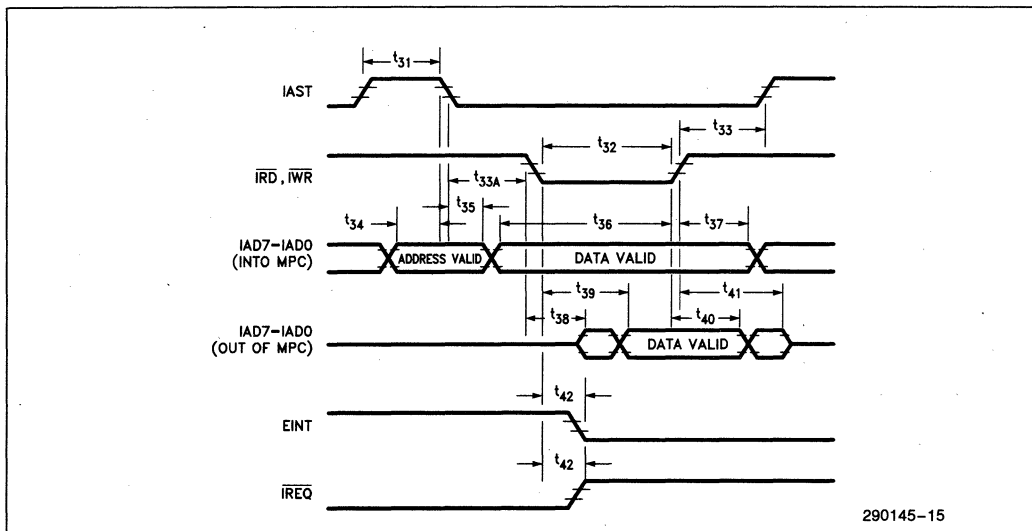 t31
IAST
t33
t32
IRD, IWR
t33A
t35
t34
t36
t37
IAD7-IAD0
(INTO MPC)
ADDRESS VALID
DATA VALID
t39
t41
t38
t40
IAD7-IAD0
(OUT OF MPC)
DATA VALID
t42
EINT
t42
IREQ
290145-15